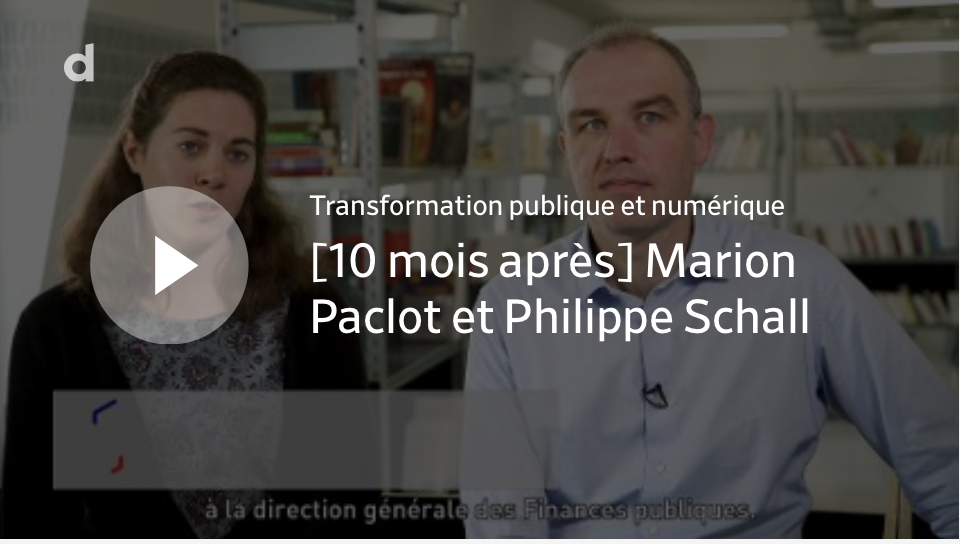 d
Transformation publique et numérique
[10 mois après] Marion
Paclot et Philippe Schall
à la direction générale des Finances publiques.